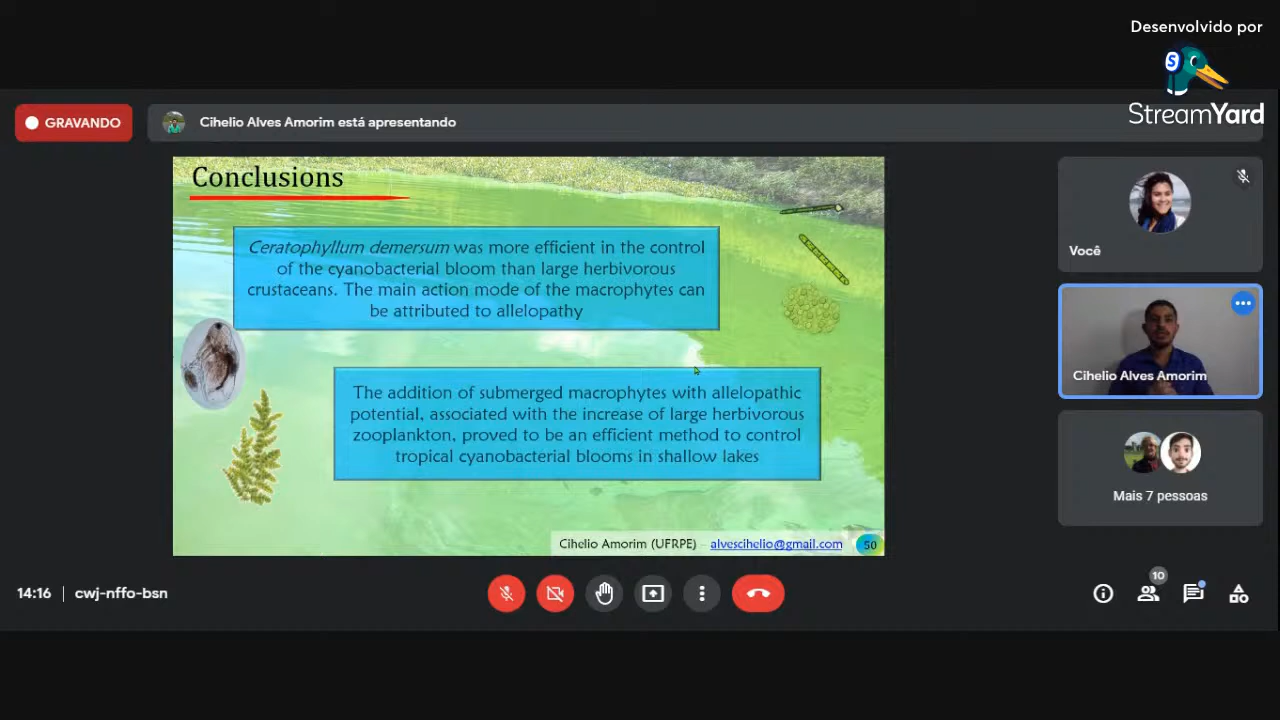 Desenvolvido por
S
StreamYard
GRAVANDO
Cihelio Alves Amorim está apresentando
Conclusions
Ceratophyllum demersum was more efficient in the control
of the cyanobacterial bloom than large herbivorous
crustaceans. The main action mode of the macrophytes can
be attributed to allelopathy
The addition of submerged macrophytes with allelopathic
potential, associated with the increase of large herbivorous
zooplankton, proved to be an efficient method to control
tropical cyanobacterial blooms in shallow lakes
Cihelio Amorim (UFRPE) alvescihelio@gmail.com 50
Você
Cihelio Alves Amorim
Mais 7 pessoas
14:16 | cwj-nffo-bsn
10